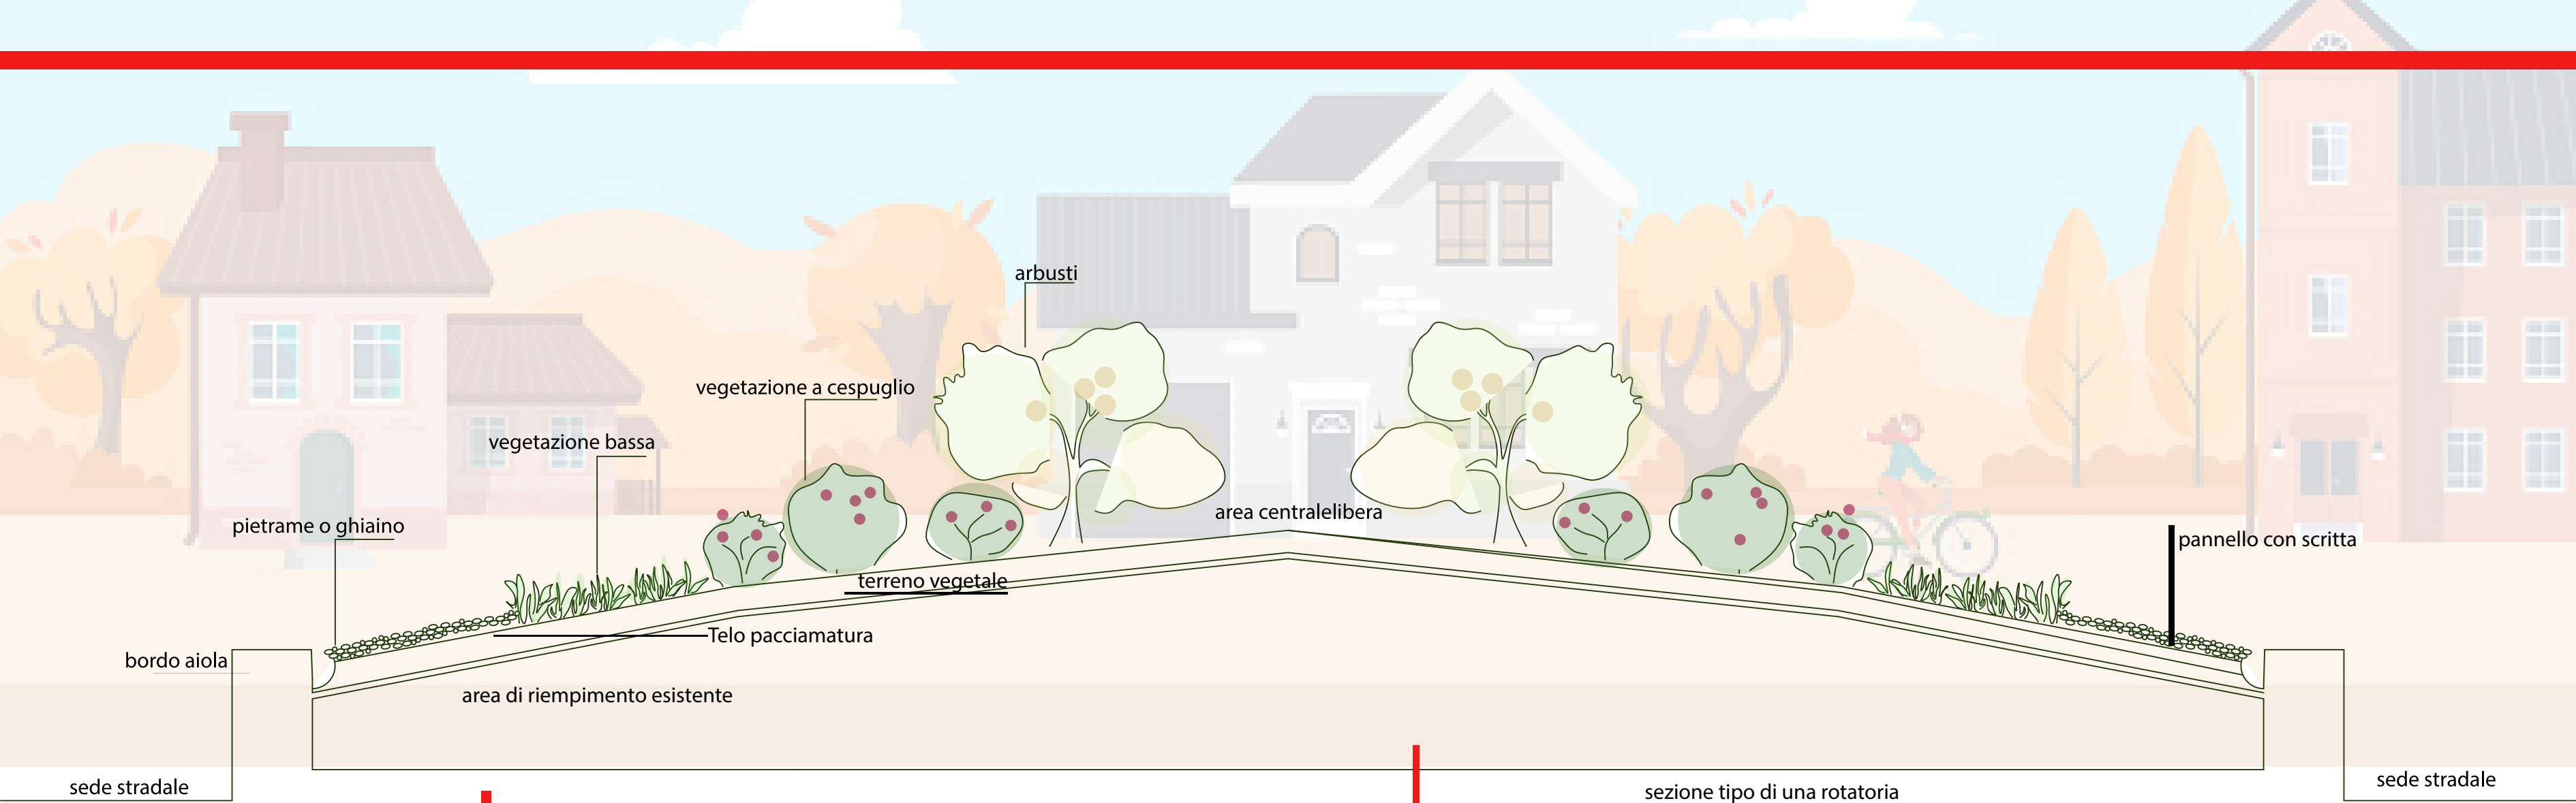 arbusti
vegetazione a cespuglio
vegetazione bassa
area centralelibera
pietrame o ghiaino
pannello con scritta
terreno vegetale
Telo pacciamatura
bordo aiola
area di riempimento esistente
sede stradale
sede stradale
sezione tipo di una rotatoria